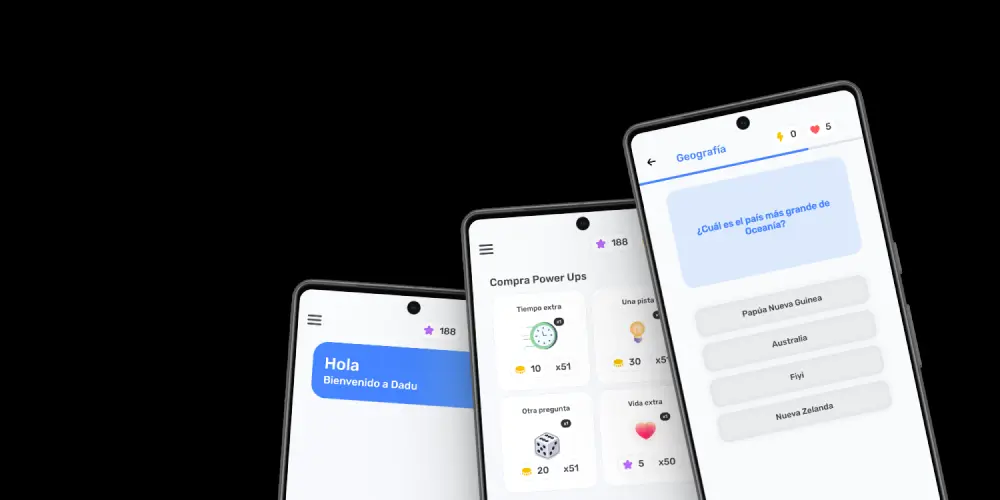 188
Hola
Bienvenido a Dadu
188
Compra Power Ups
Tiempo extra
x1
10 x51
Una pista
30 x51
Otra pregunta
x1
20 x51
Vida extra
x1
5 x50
Geografía
0 5
¿Cuál es el país más grande de
Oceanía?
Papúa Nueva Guinea
Australia
Fiyi
Nueva Zelanda